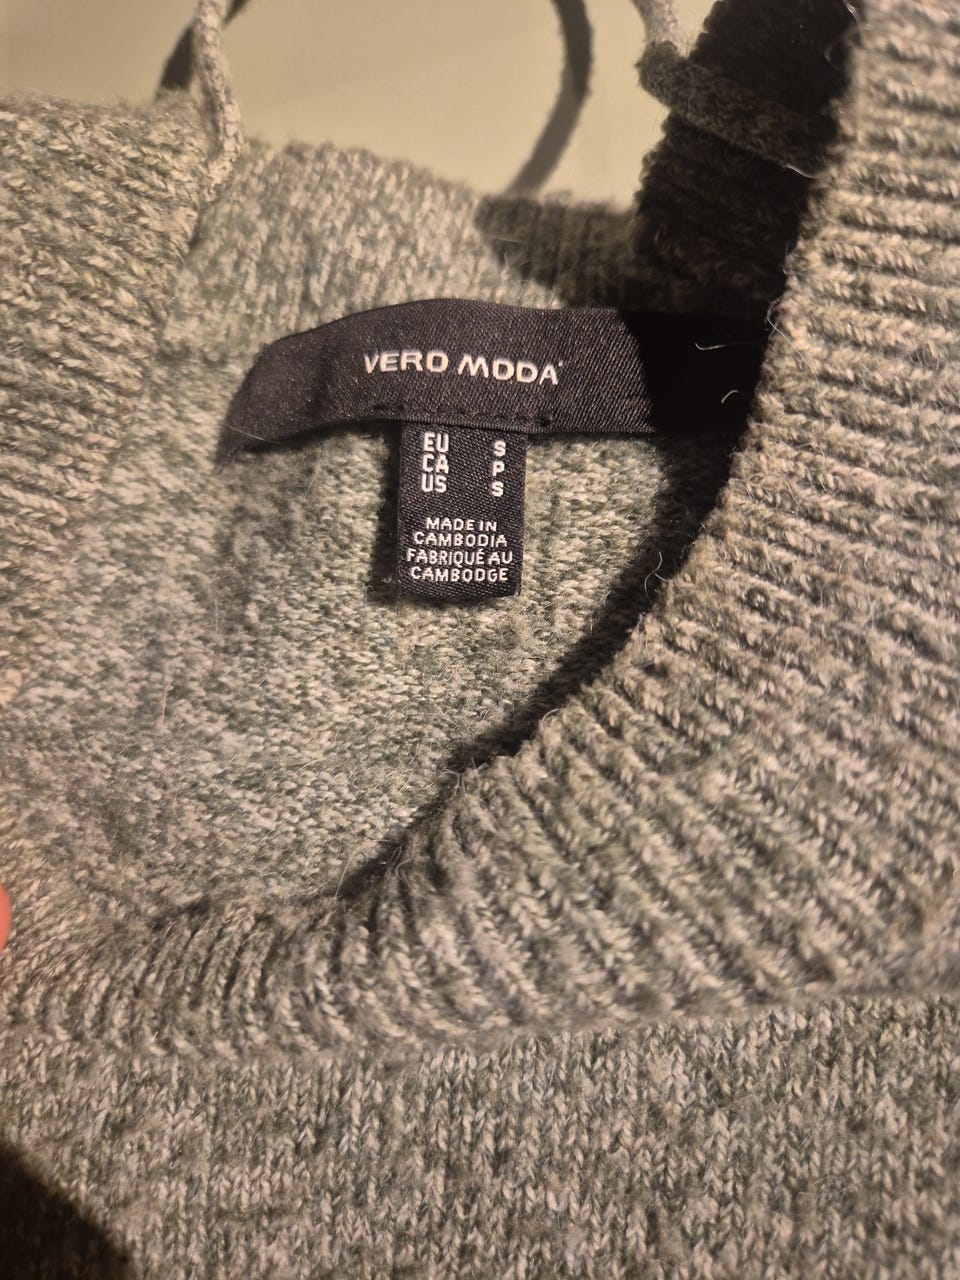 VERO MODA
EU S
CA P
US S
MADE IN
CAMBODIA
FABRIQUÉ AU
CAMBODGE